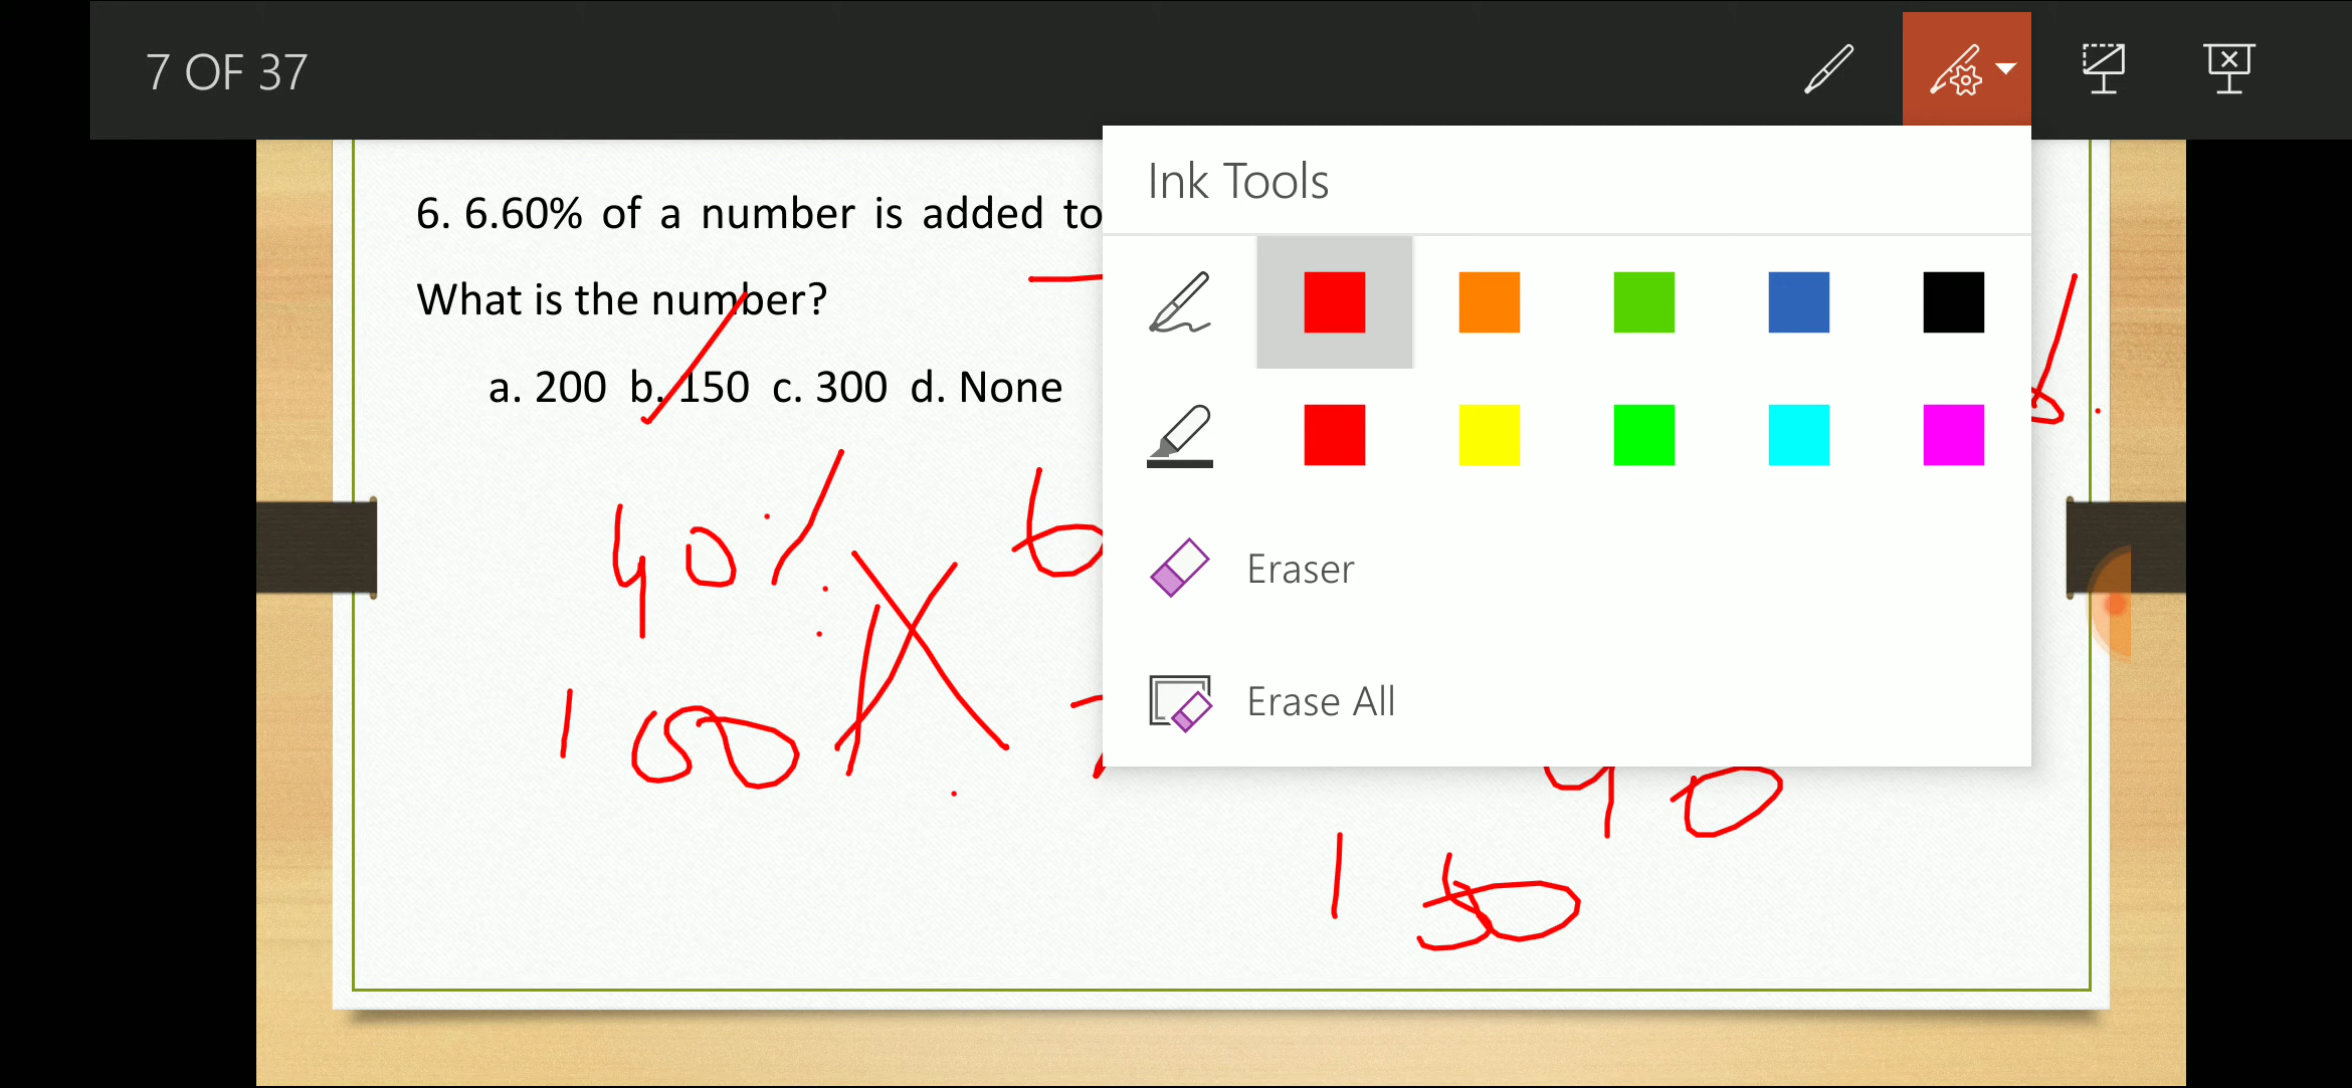 7 OF 37
Ink Tools
6. 6.60% of a number is added to
What is the number?
a. 200 b. 150 c. 300 d. None
40%
6
100%
40
150
Eraser
Erase All